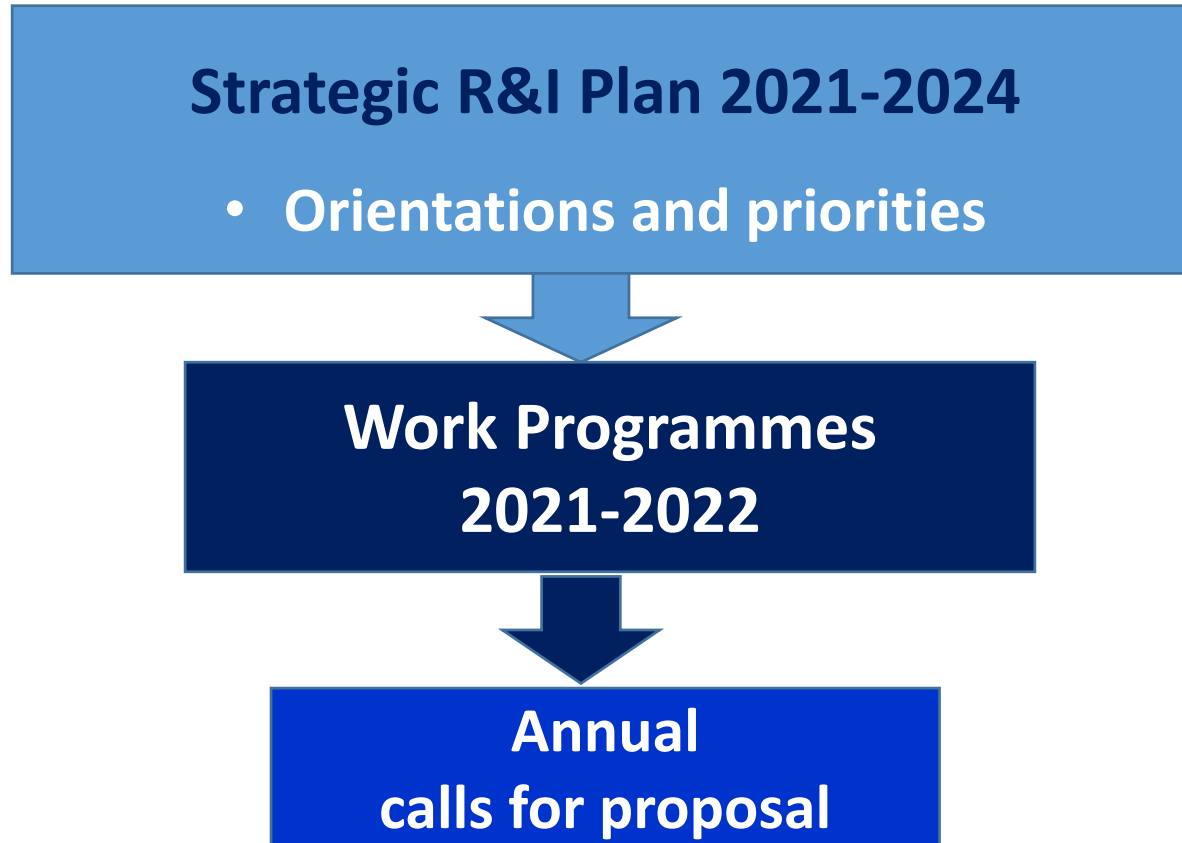 Strategic R&I Plan 2021-2024
• Orientations and priorities
Work Programmes
2021-2022
Annual
calls for proposal